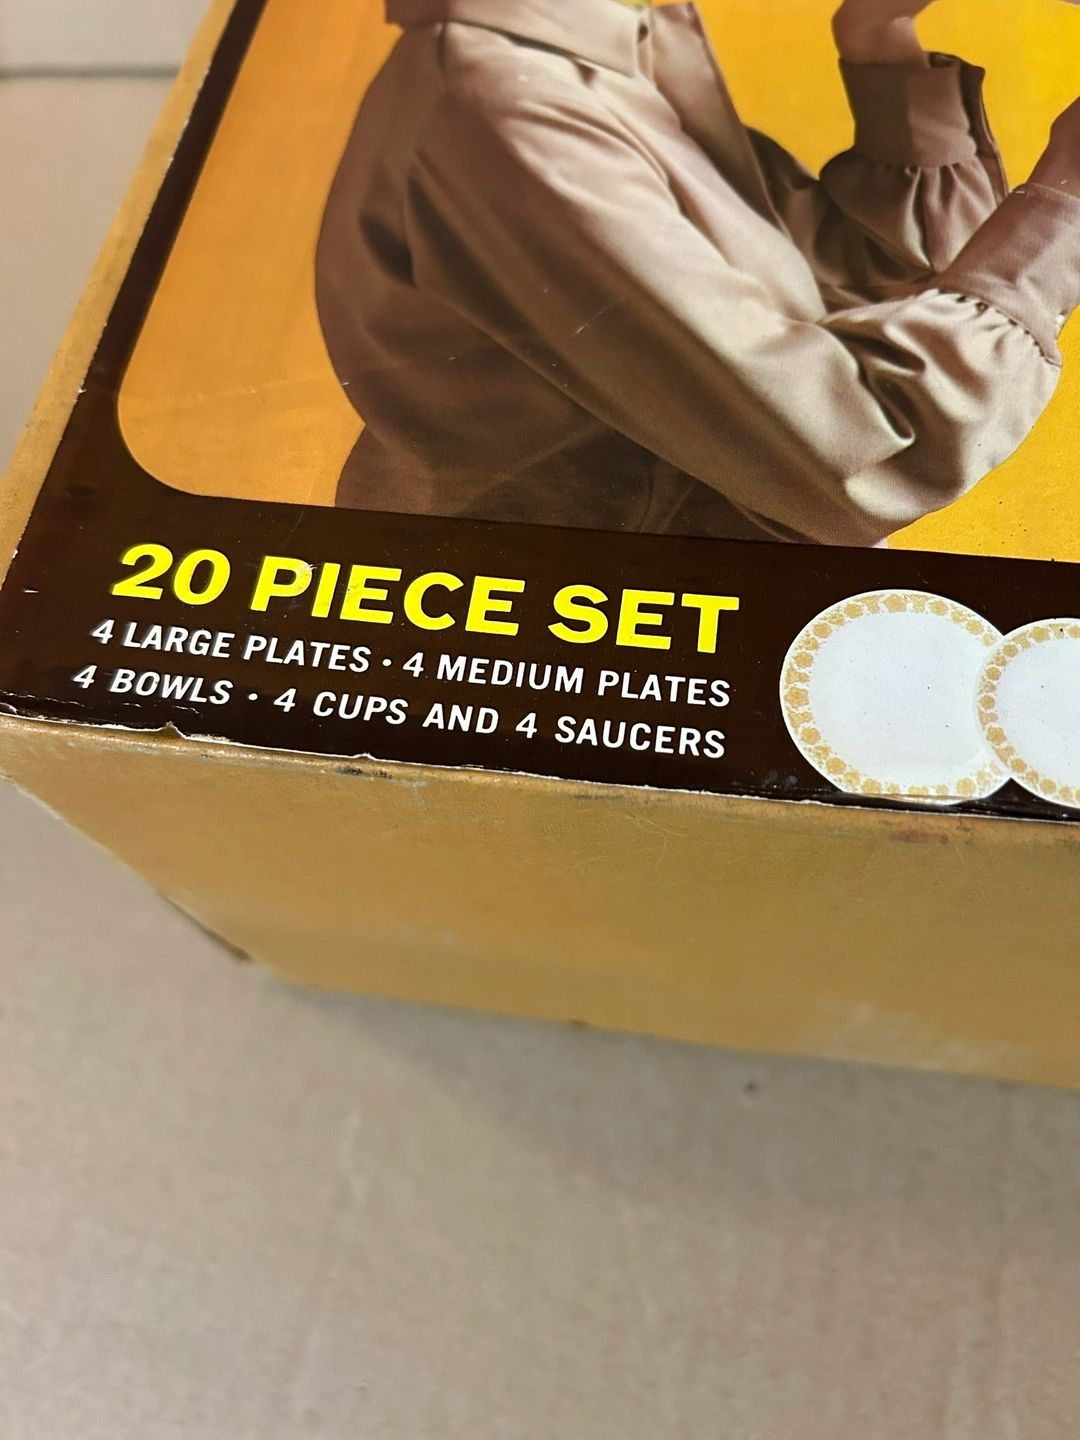 20 PIECE SET
4 LARGE PLATES • 4 MEDIUM PLATES
4 BOWLS • 4 CUPS AND 4 SAUCERS